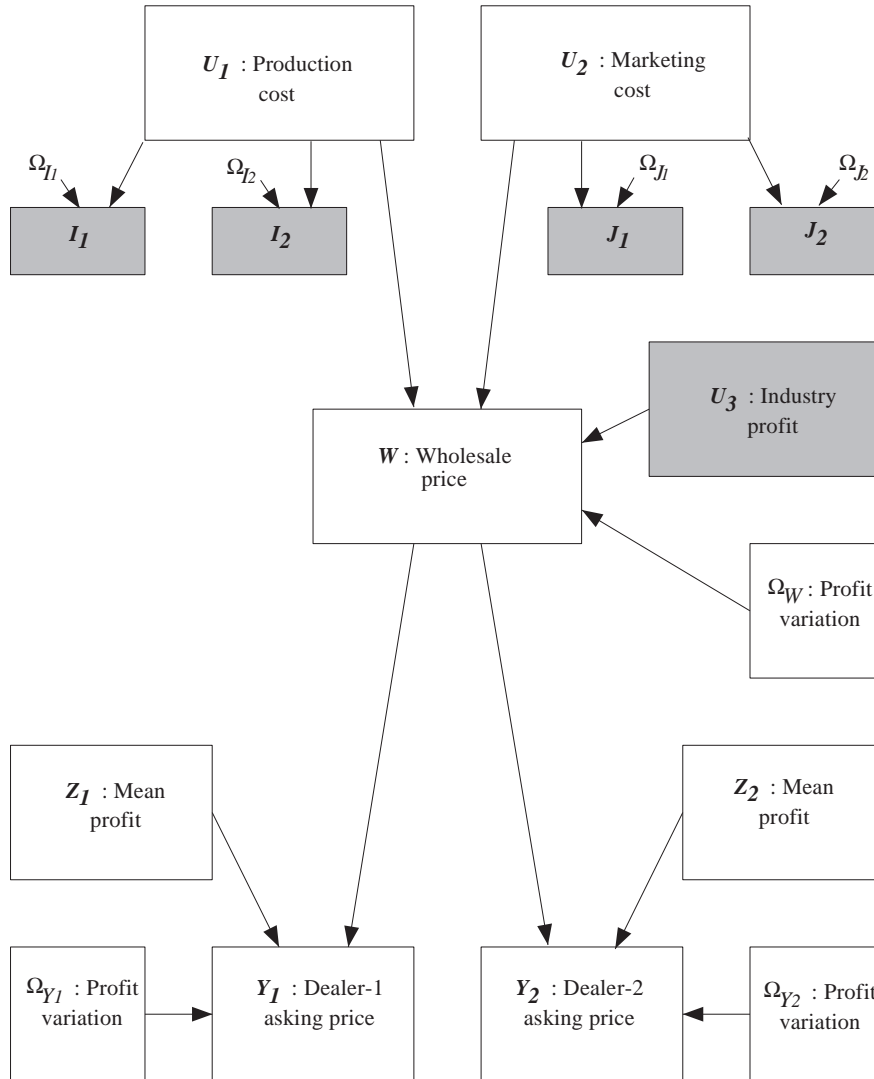 U1 : Production
cost
U2 : Marketing
cost
ΩI1
ΩI2
ΩJ1
ΩJ2
I1
I2
J1
J2
U3 : Industry
profit
W : Wholesale
price
ΩW : Profit
variation
Z1 : Mean
profit
Z2 : Mean
profit
ΩY1 : Profit
variation
Y1 : Dealer-1
asking price
Y2 : Dealer-2
asking price
ΩY2 : Profit
variation